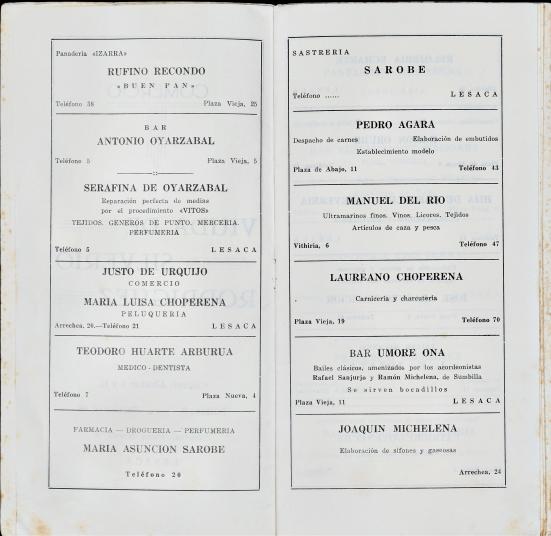 Panadería «IZARRA»
RUFINO RECONDO
«BUEN PAN»
Teléfono 38 Plaza Vieja, 25
BAR
ANTONIO OYARZABAL
Teléfono 5 Plaza Vieja, 5
SERAFINA DE OYARZABAL
Reparación perfecta de medias
por el procedimiento «VITOS»
TEJIDOS. GENEROS DE PUNTO. MERCERIA.
PERFUMERIA
Teléfono 5 LESACA
JUSTO DE URQUIJO
COMERCIO
MARIA LUISA CHOPERENA
PELUQUERIA
Arrechea, 20.—Teléfono 21 LESACA
TEODORO HUARTE ARBURUA
MEDICO - DENTISTA
Teléfono 7 Plaza Nueva, 4
FARMACIA — DROGUERIA — PERFUMERIA
MARIA ASUNCION SAROBE
Teléfono 20
SASTRERIA
SAROBE
Teléfono ...... LESACA
PEDRO AGARA
Despacho de carnes Elaboración de embutidos
Establecimiento modelo
Plaza de Abajo, 11 Teléfono 43
MANUEL DEL RIO
Ultramarinos finos. Vinos. Licores. Tejidos
Artículos de caza y pesca
Vithiria, 6 Teléfono 47
LAUREANO CHOPERENA
Carnicería y charcutería
Plaza Vieja, 19 Teléfono 70
BAR UMORE ONA
Bailes clásicos, amenizados por los acordeonistas
Rafael Sanjurjo y Ramón Michelena, de Sumbilla
Se sirven bocadillos
Plaza Vieja, 11 LESACA
JOAQUIN MICHELENA
Elaboración de sifones y gaseosas
Arrechea, 24